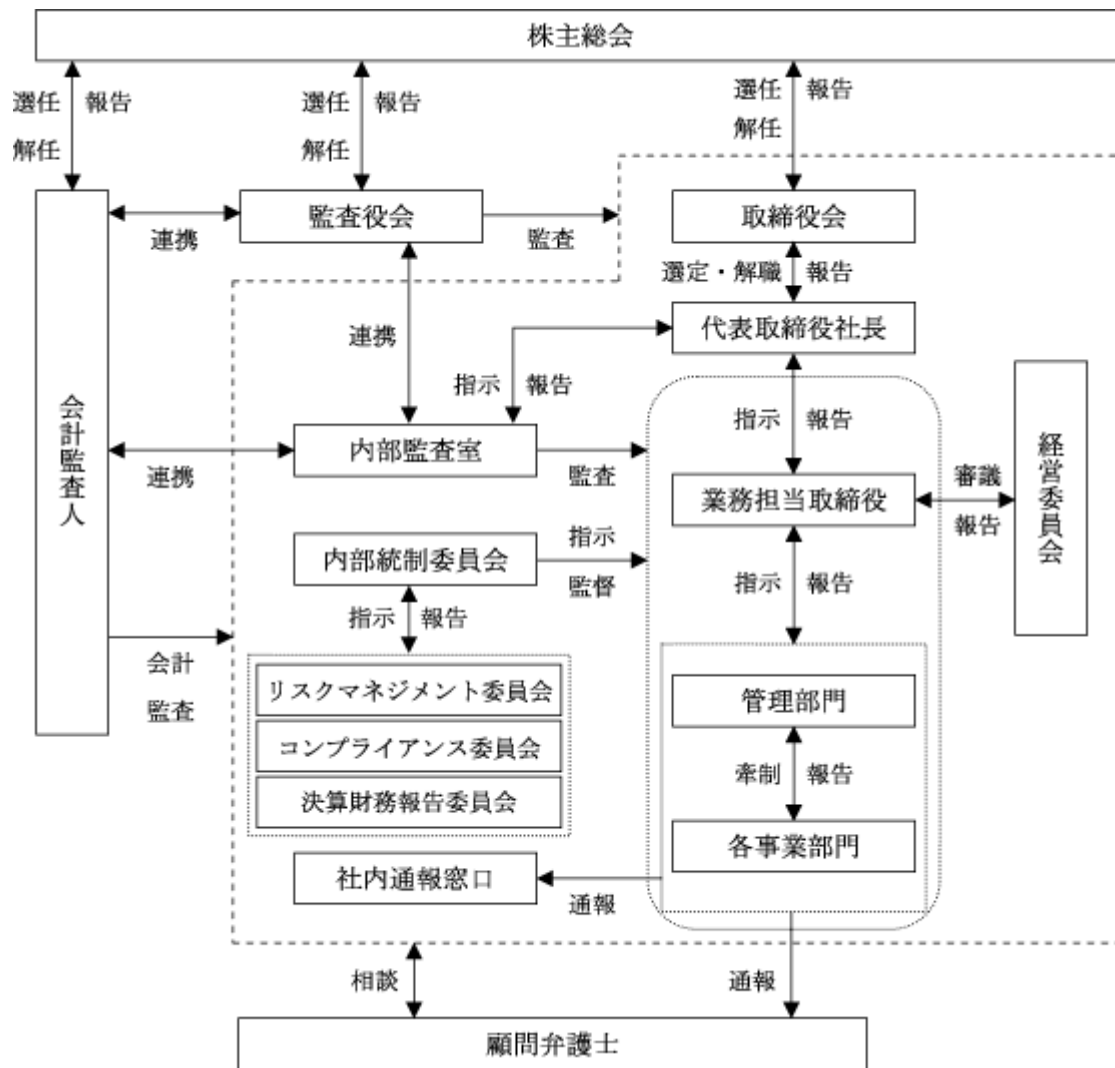 株主総会
選任 報告
解任
選任 報告
解任
選任 報告
解任
監査役会
取締役会
連携
監査
選定・解職 報告
代表取締役社長
連携
指示 報告
会計監査人
指示 報告
経営委員会
内部監査室
連携
監査
業務担当取締役
審議
報告
内部統制委員会
指示
監督
指示 報告
指示 報告
会計
監査
リスクマネジメント委員会
コンプライアンス委員会
決算財務報告委員会
管理部門
牽制 報告
各事業部門
社内通報窓口
通報
相談
通報
顧問弁護士